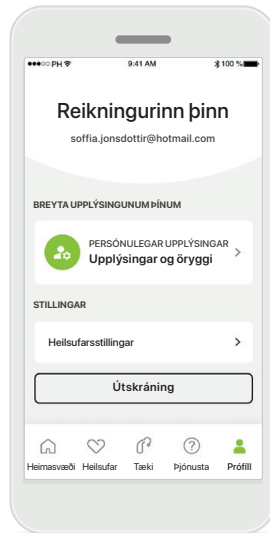 PH 9:41 AM 100 %
Reikningurinn þinn
soffia.jonsdottir@hotmail.com
BREYTA UPPLÝSINGUNUM ÞÍNUM
PERSÓNULEGAR UPPLÝSINGAR
Upplýsingar og öryggi
STILLINGAR
Heilsufarsstillingar
Útskráning
Heimasvæði Heilsufar Tæki Þjónusta Prófíll